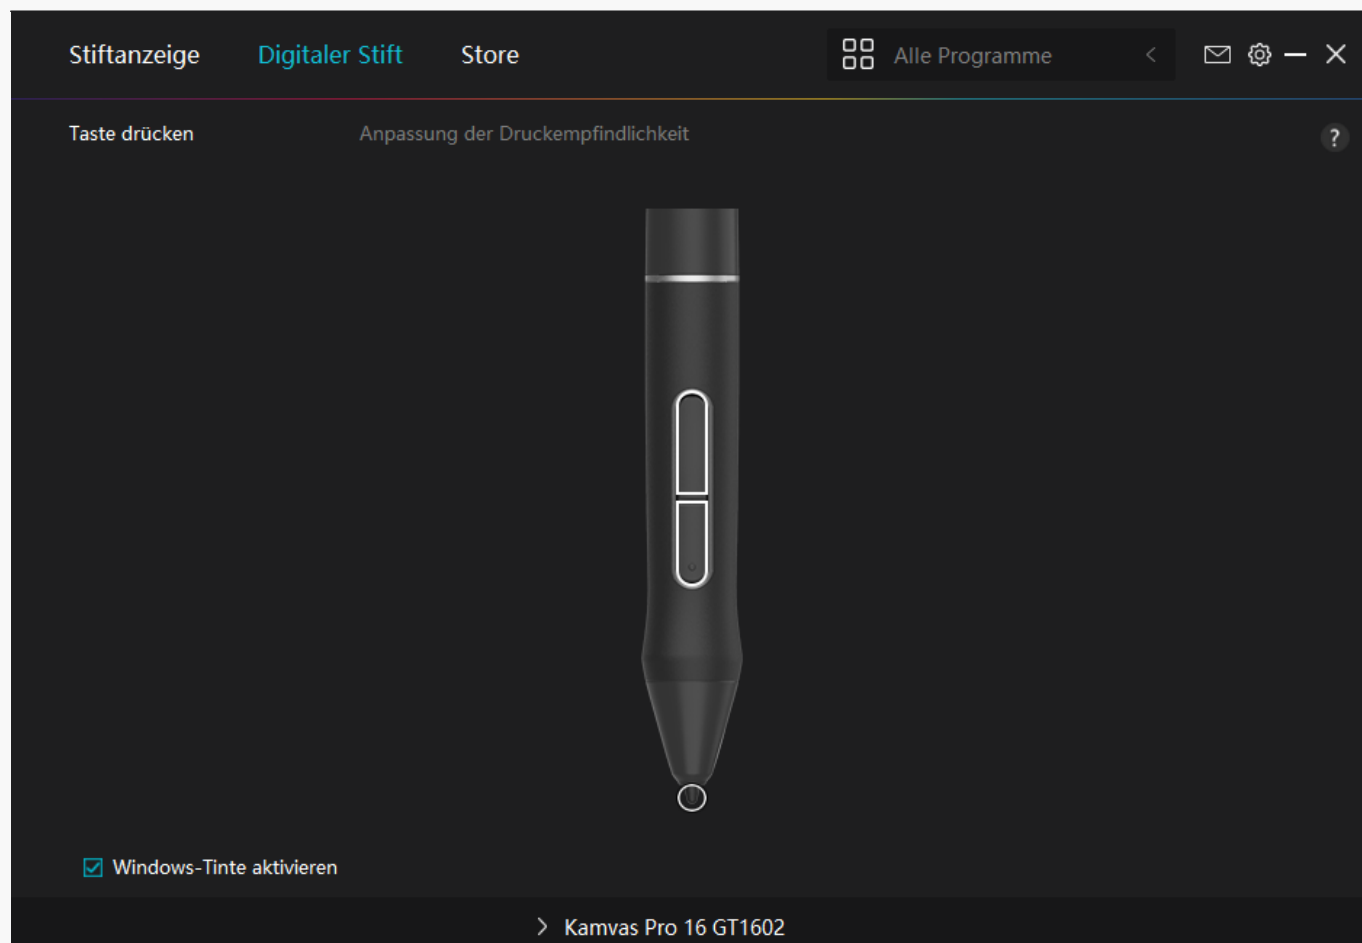 Stiftanzeige Digitaler Stift Store Alle Programme
Taste drücken Anpassung der Druckempfindlichkeit ?
Windows-Tinte aktivieren
Kamvas Pro 16 GT1602